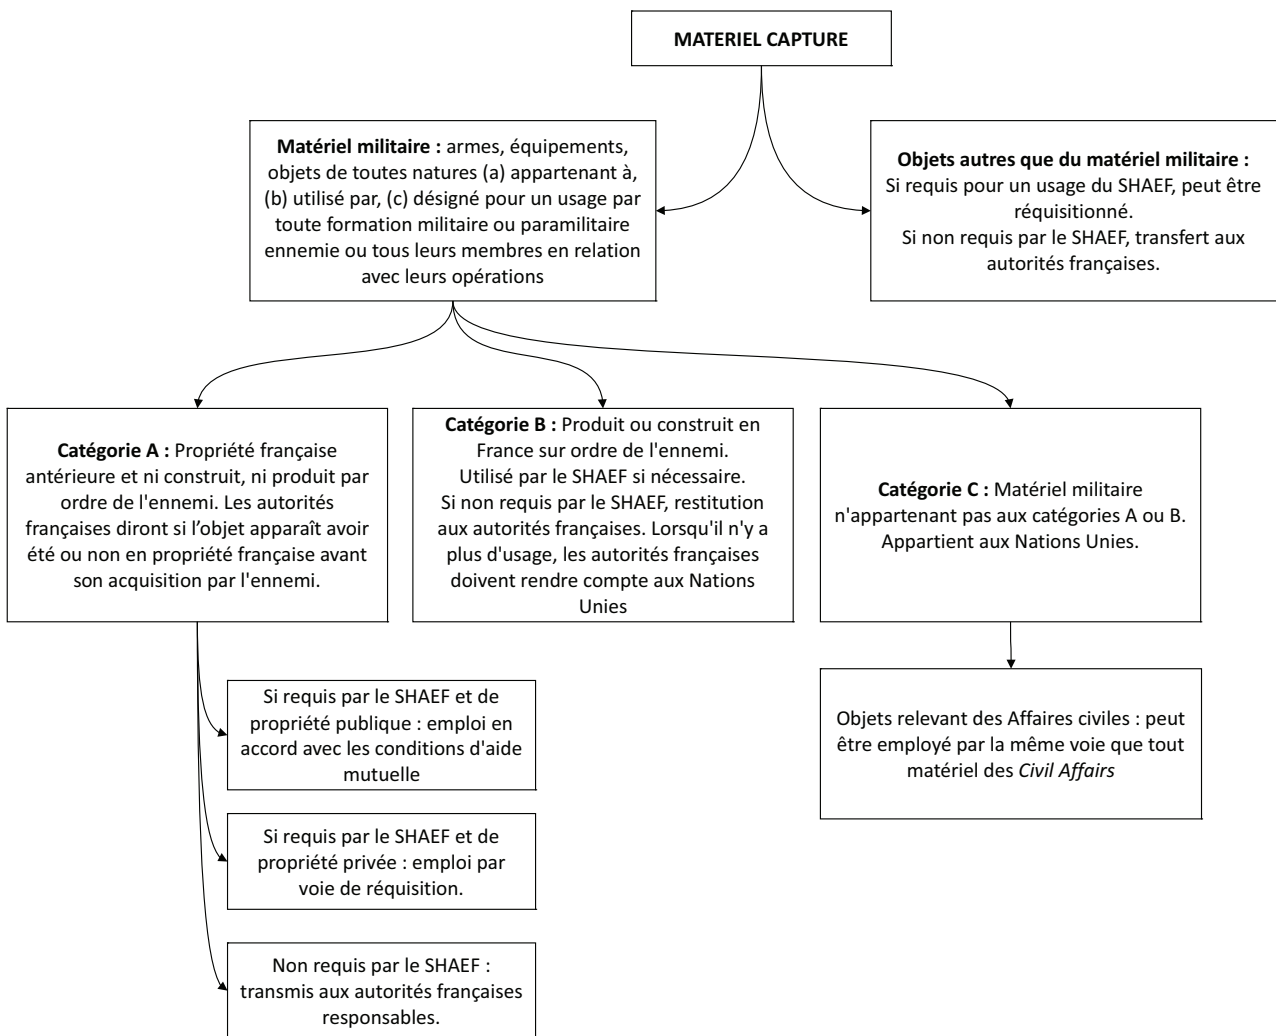 MATERIEL CAPTURE
Matériel militaire : armes, équipements,
objets de toutes natures (a) appartenant à,
(b) utilisé par, (c) désigné pour un usage par
toute formation militaire ou paramilitaire
ennemie ou tous leurs membres en relation
avec leurs opérations
Objets autres que du matériel militaire :
Si requis pour un usage du SHAEF, peut être
réquisitionné.
Si non requis par le SHAEF, transfert aux
autorités françaises.
Catégorie A : Propriété française
antérieure et ni construit, ni produit par
ordre de l'ennemi. Les autorités
françaises diront si l’objet apparaît avoir
été ou non en propriété française avant
son acquisition par l'ennemi.
Catégorie B : Produit ou construit en
France sur ordre de l'ennemi.
Utilisé par le SHAEF si nécessaire.
Si non requis par le SHAEF, restitution
aux autorités françaises. Lorsqu'il n'y a
plus d'usage, les autorités françaises
doivent rendre compte aux Nations
Unies
Catégorie C : Matériel militaire
n'appartenant pas aux catégories A ou B.
Appartient aux Nations Unies.
Si requis par le SHAEF et de
propriété publique : emploi en
accord avec les conditions d'aide
mutuelle
Objets relevant des Affaires civiles : peut
être employé par la même voie que tout
matériel des Civil Affairs
Si requis par le SHAEF et de
propriété privée : emploi par
voie de réquisition.
Non requis par le SHAEF :
transmis aux autorités françaises
responsables.